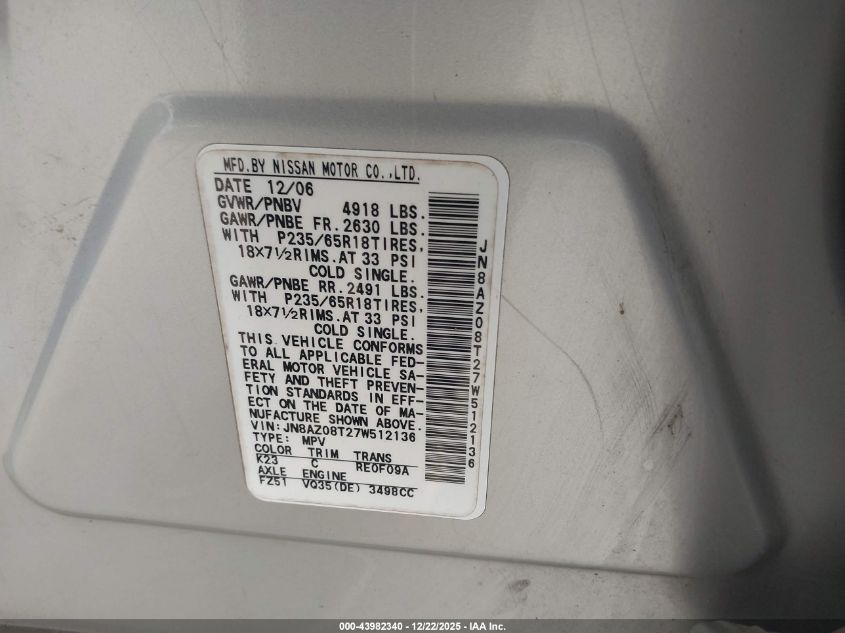 MFD.BY NISSAN MOTOR CO.,LTD.
DATE 12/06
GVWR/PNBV 4918 LBS.
GAWR/PNBE FR.2630 LBS.
WITH P235/65R18TIRES,
18X7½RIMS.AT 33 PSI
COLD SINGLE.
GAWR/PNBE RR.2491 LBS.
WITH P235/65R18TIRES,
18X7½RIMS.AT 33 PSI
COLD SINGLE.
THIS VEHICLE CONFORMS
TO ALL APPLICABLE FED-
ERAL MOTOR VEHICLE SA-
FETY AND THEFT PREVEN-
TION STANDARDS IN EFF-
ECT ON THE DATE OF MA-
NUFACTURE SHOWN ABOVE.
VIN: JN8AZ08T27W512136
TYPE: MPV
COLOR TRIM TRANS
K23 C RE0F09A
AXLE ENGINE
FZ51 VQ35(DE) 3498CC
JN8AZ08T27W512136
000-43982340 - 12/22/2025 - IAA Inc.